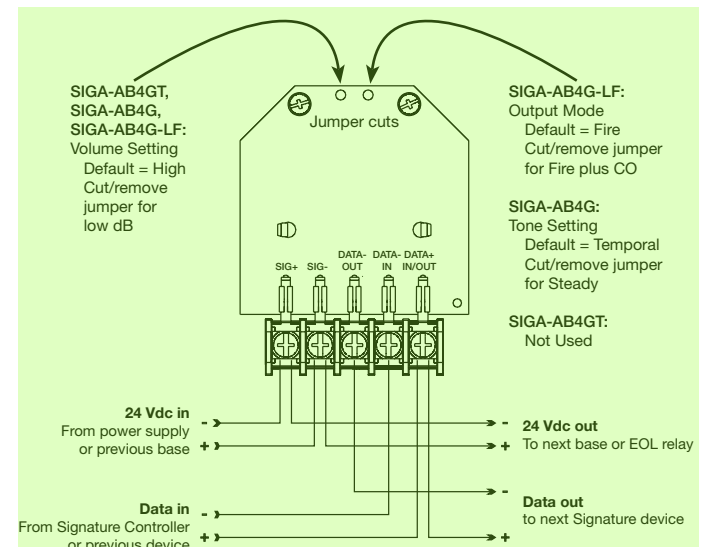 SIGA-AB4GT,
SIGA-AB4G,
SIGA-AB4G-LF:
Volume Setting
Default = High
Cut/remove
jumper for
low dB
Jumper cuts
SIGA-AB4G-LF:
Output Mode
Default = Fire
Cut/remove jumper
for Fire plus CO
SIGA-AB4G:
Tone Setting
Default = Temporal
Cut/remove jumper
for Steady
SIGA-AB4GT:
Not Used
SIG+
SIG-
DATA-
OUT
DATA-
IN
DATA+
IN/OUT
24 Vdc in
From power supply
or previous base
-
+
-
+
24 Vdc out
To next base or EOL relay
Data in
From Signature Controller
or previous device
-
+
-
+
Data out
to next Signature device